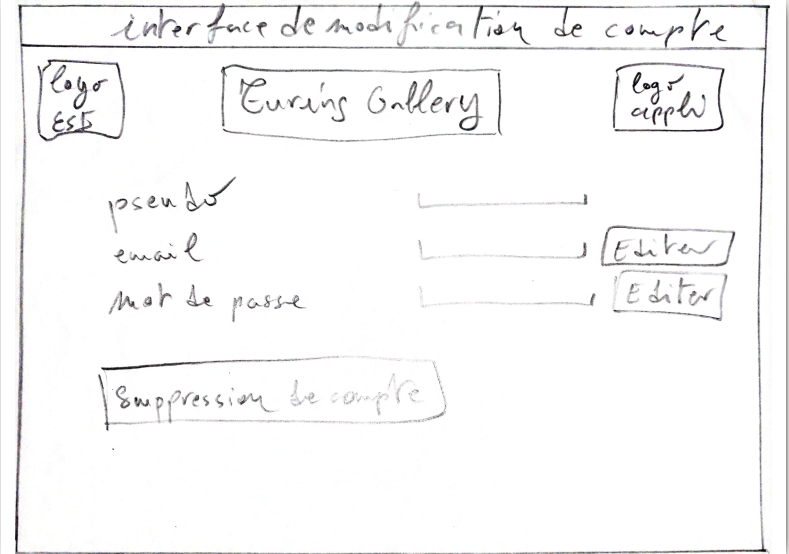 interface de modification de compte
logo
ESI
Turing Gallery
logo
appli
pseudo
email
Editer
mot de passe
Editer
Suppression de compte